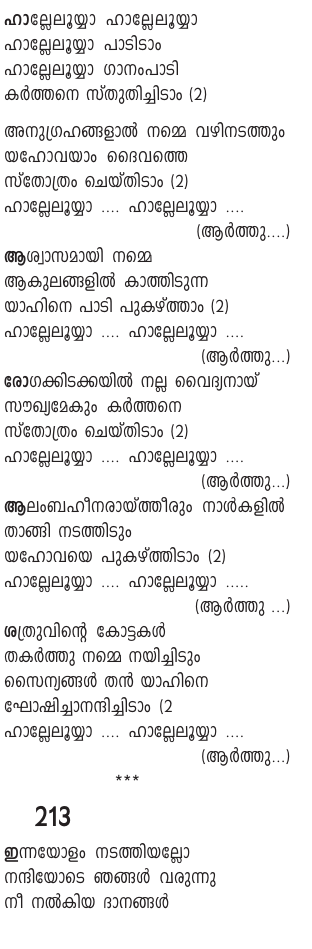 ഹാല്ലേലൂയ്യാ ഹാല്ലേലൂയ്യാ
ഹാല്ലേലൂയ്യാ പാടിടാം
ഹാല്ലേലൂയ്യാ ഗാനംപാടി
കർത്തനെ സ്തുതിച്ചിടാം (2)
അനുഗ്രഹങ്ങളാൽ നമ്മെ വഴിനടത്തും
യഹോവയാം ദൈവത്തെ
സ്തോത്രം ചെയ്തിടാം (2)
ഹാല്ലേലൂയ്യാ .... ഹാല്ലേലൂയ്യാ ....
(ആർത്തു....)
ആശ്വാസമായി നമ്മെ
ആകുലങ്ങളിൽ കാത്തിടുന്ന
യാഹിനെ പാടി പുകഴ്ത്താം (2)
ഹാല്ലേലൂയ്യാ .... ഹാല്ലേലൂയ്യാ ....
(ആർത്തു...)
രോഗക്കിടക്കയിൽ നല്ല വൈദ്യനായ്
സൗഖ്യമേകും കർത്തനെ
സ്തോത്രം ചെയ്തിടാം (2)
ഹാല്ലേലൂയ്യാ .... ഹാല്ലേലൂയ്യാ ....
(ആർത്തു...)
ആലംബഹീനരായ്ത്തീരും നാൾകളിൽ
താങ്ങി നടത്തിടും
യഹോവയെ പുകഴ്ത്തിടാം (2)
ഹാല്ലേലൂയ്യാ .... ഹാല്ലേലൂയ്യാ .....
(ആർത്തു ...)
ശത്രുവിന്റെ കോട്ടകൾ
തകർത്തു നമ്മെ നയിച്ചിടും
സൈന്യങ്ങൾ തൻ യാഹിനെ
ഘോഷിച്ചാനന്ദിച്ചിടാം (2
ഹാല്ലേലൂയ്യാ .... ഹാല്ലേലൂയ്യാ ....
(ആർത്തു...)
***
213
ഇന്നയോളം നടത്തിയല്ലോ
നന്ദിയോടെ ഞങ്ങൾ വരുന്നു
നീ നൽകിയ ദാനങ്ങൾ